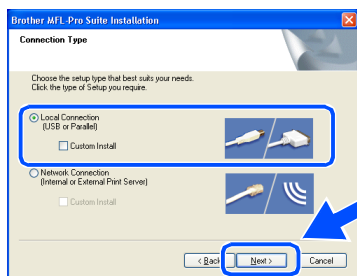 Brother MFL-Pro Suite Installation
Connection Type
Choose the setup type that best suits your needs.
Click the type of Setup you require.
Local Connection
(USB or Parallel)
Custom Install
Network Connection
(Internal or External Print Server)
Custom Install
< Back
Next >
Cancel